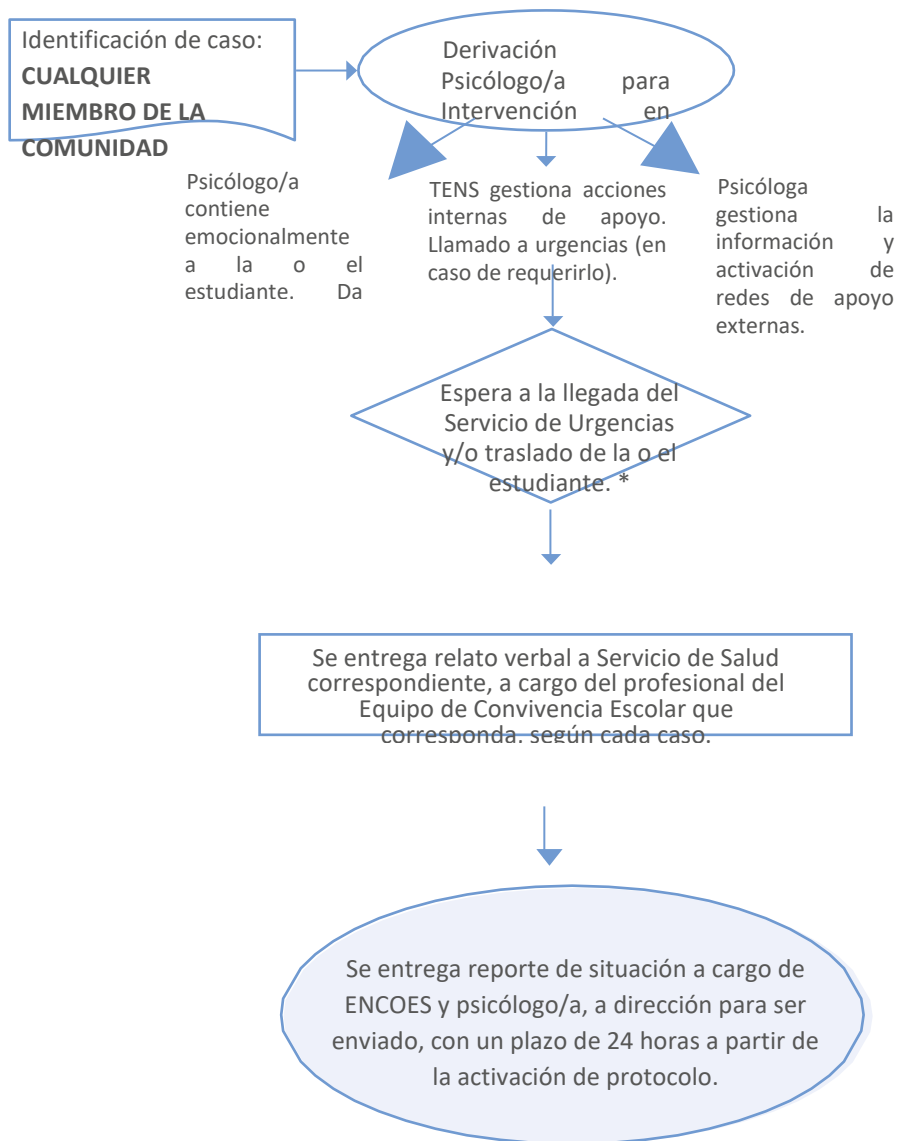 Identificación de caso:
CUALQUIER
MIEMBRO DE LA
COMUNIDAD
Derivación
Psicólogo/a para
Intervención en
Psicólogo/a
contiene
emocionalmente
a la o el
estudiante. Da
TENS gestiona acciones
internas de apoyo.
Llamado a urgencias (en
caso de requerirlo).
Psicóloga
gestiona la
información y
activación de
redes de apoyo
externas.
Espera a la llegada del
Servicio de Urgencias
y/o traslado de la o el
estudiante. *
Se entrega relato verbal a Servicio de Salud
correspondiente, a cargo del profesional del
Equipo de Convivencia Escolar que
corresponda, según cada caso.
Se entrega reporte de situación a cargo de
ENCOES y psicólogo/a, a dirección para ser
enviado, con un plazo de 24 horas a partir de
la activación de protocolo.